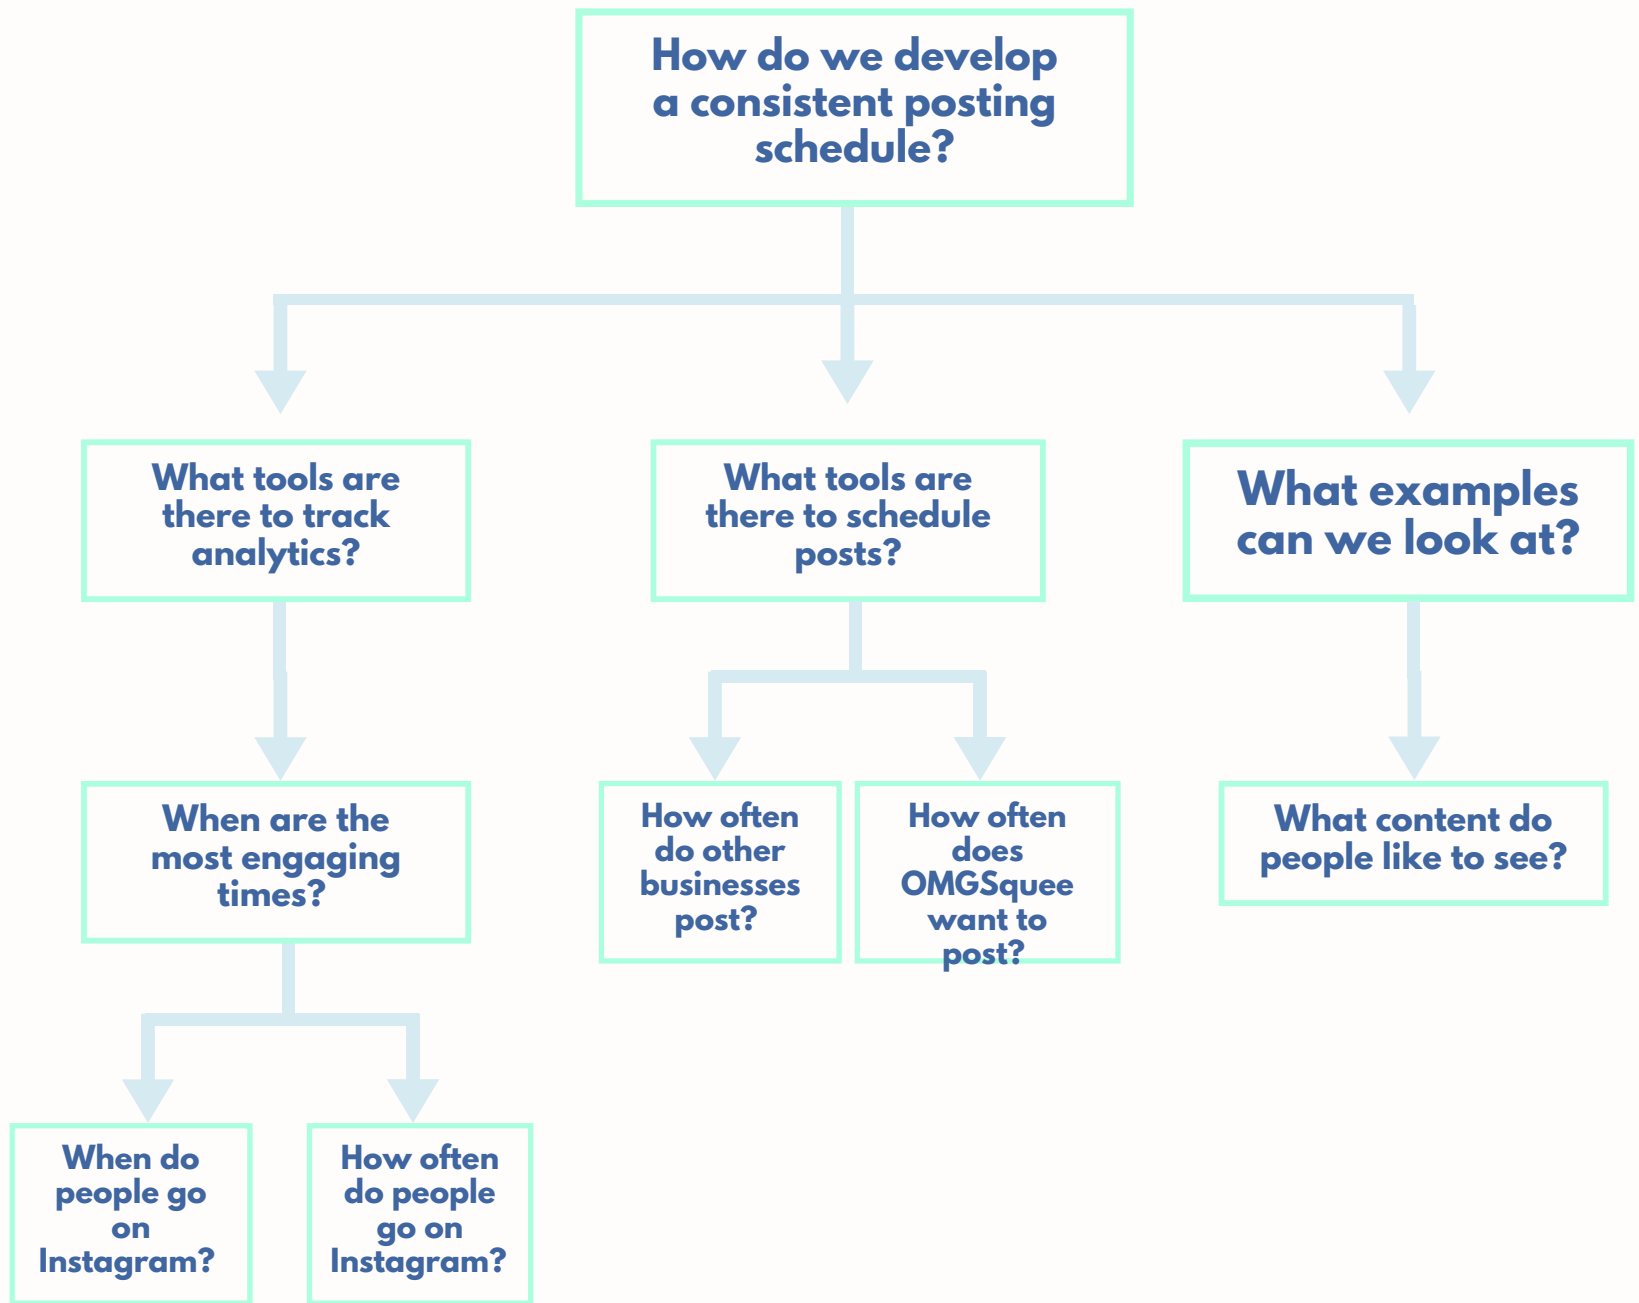 How do we develop
a consistent posting
schedule?
What tools are
there to track
analytics?
What tools are
there to schedule
posts?
What examples
can we look at?
When are the
most engaging
times?
How often
do other
businesses
post?
How often
does
OMGSquee
want to
post?
What content do
people like to see?
When do
people go
on
Instagram?
How often
do people
go on
Instagram?